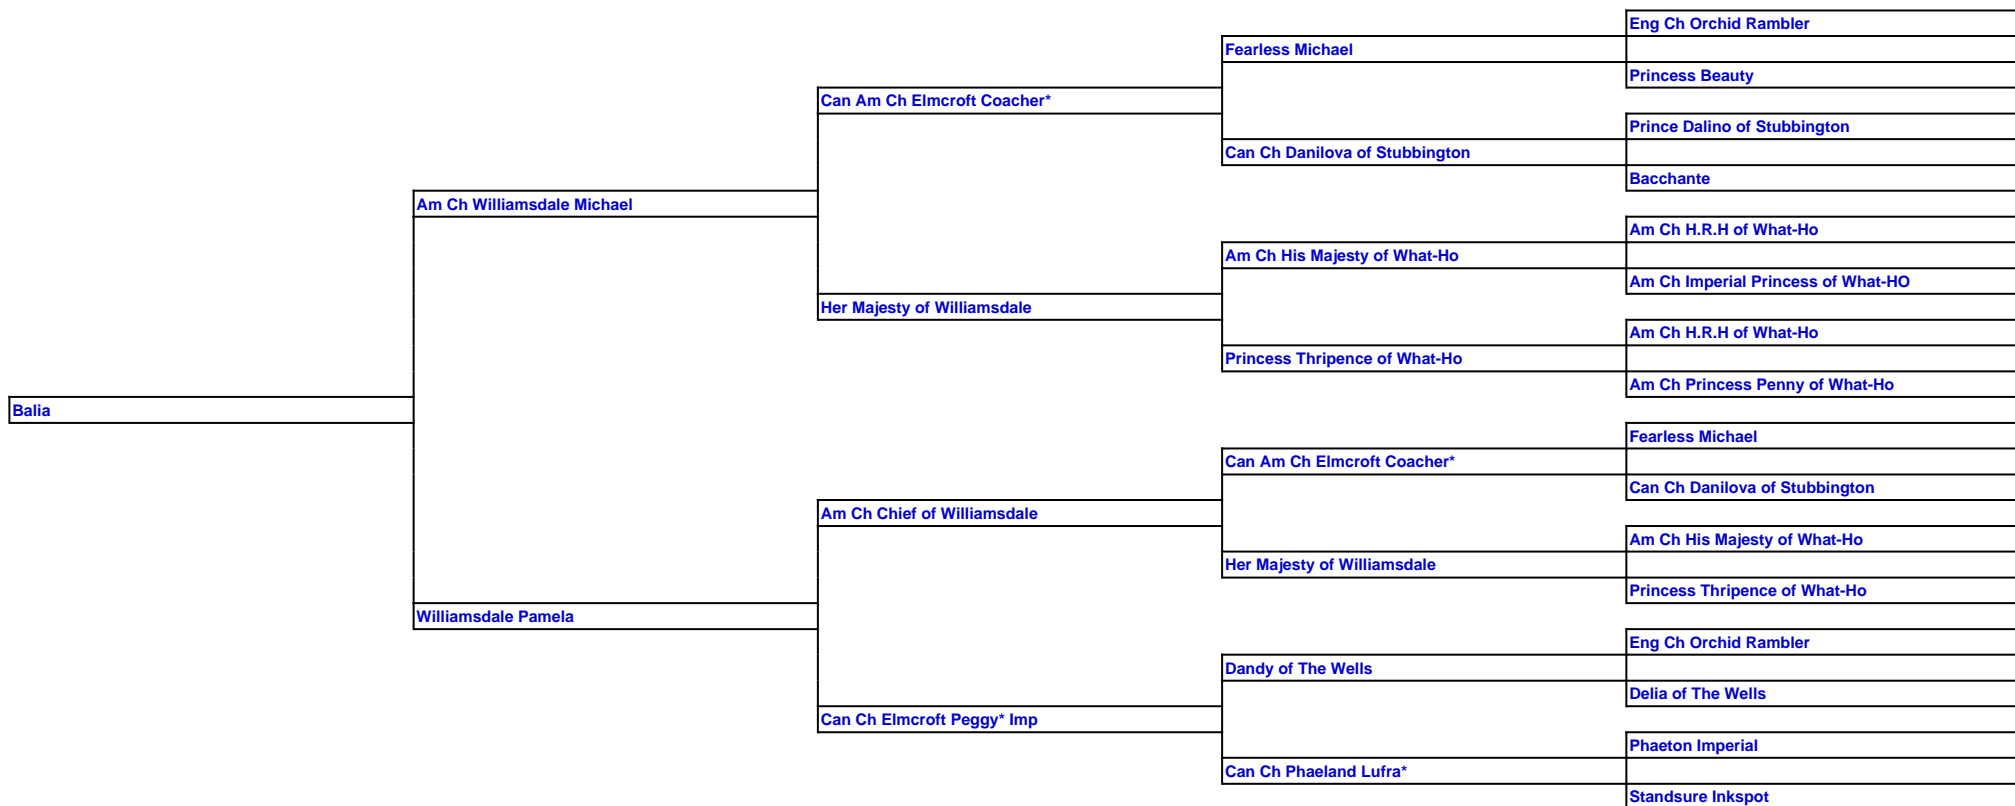 Eng Ch Orchid Rambler
Fearless Michael
Princess Beauty
Can Am Ch Elmcroft Coacher*
Prince Dalino of Stubbington
Can Ch Danilova of Stubbington
Bacchante
Am Ch Williamsdale Michael
Am Ch H.R.H of What-Ho
Am Ch His Majesty of What-Ho
Am Ch Imperial Princess of What-HO
Her Majesty of Williamsdale
Am Ch H.R.H of What-Ho
Princess Thripence of What-Ho
Am Ch Princess Penny of What-Ho
Balia
Fearless Michael
Can Am Ch Elmcroft Coacher*
Can Ch Danilova of Stubbington
Am Ch Chief of Williamsdale
Am Ch His Majesty of What-Ho
Her Majesty of Williamsdale
Princess Thripence of What-Ho
Williamsdale Pamela
Eng Ch Orchid Rambler
Dandy of The Wells
Delia of The Wells
Can Ch Elmcroft Peggy* Imp
Phaeton Imperial
Can Ch Phaeland Lufra*
Standsure Inkspot